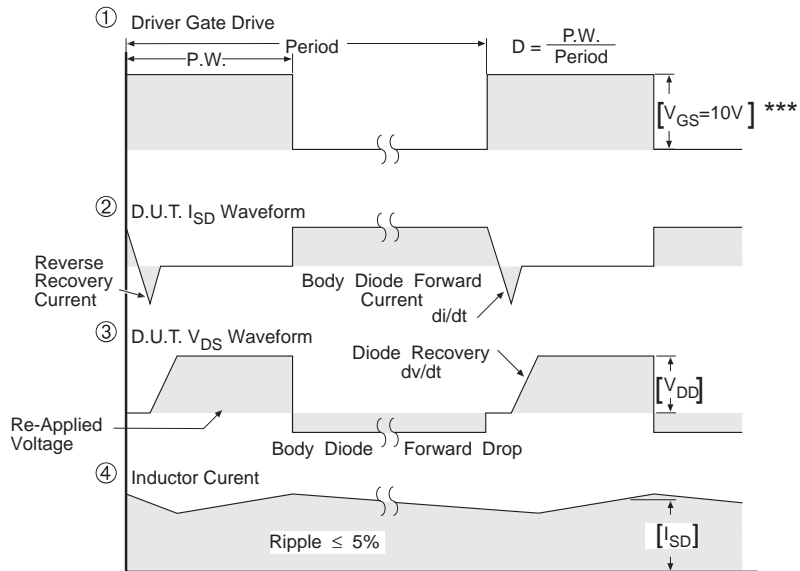 ① Driver Gate Drive
Period
P.W.
D = P.W. / Period
[VGS=10V] ***
② D.U.T. ISD Waveform
Reverse
Recovery
Current
Body Diode Forward
Current
di/dt
③ D.U.T. VDS Waveform
Diode Recovery
dv/dt
[VDD]
Re-Applied
Voltage
Body Diode Forward Drop
④ Inductor Curent
Ripple ≤ 5%
[ISD]